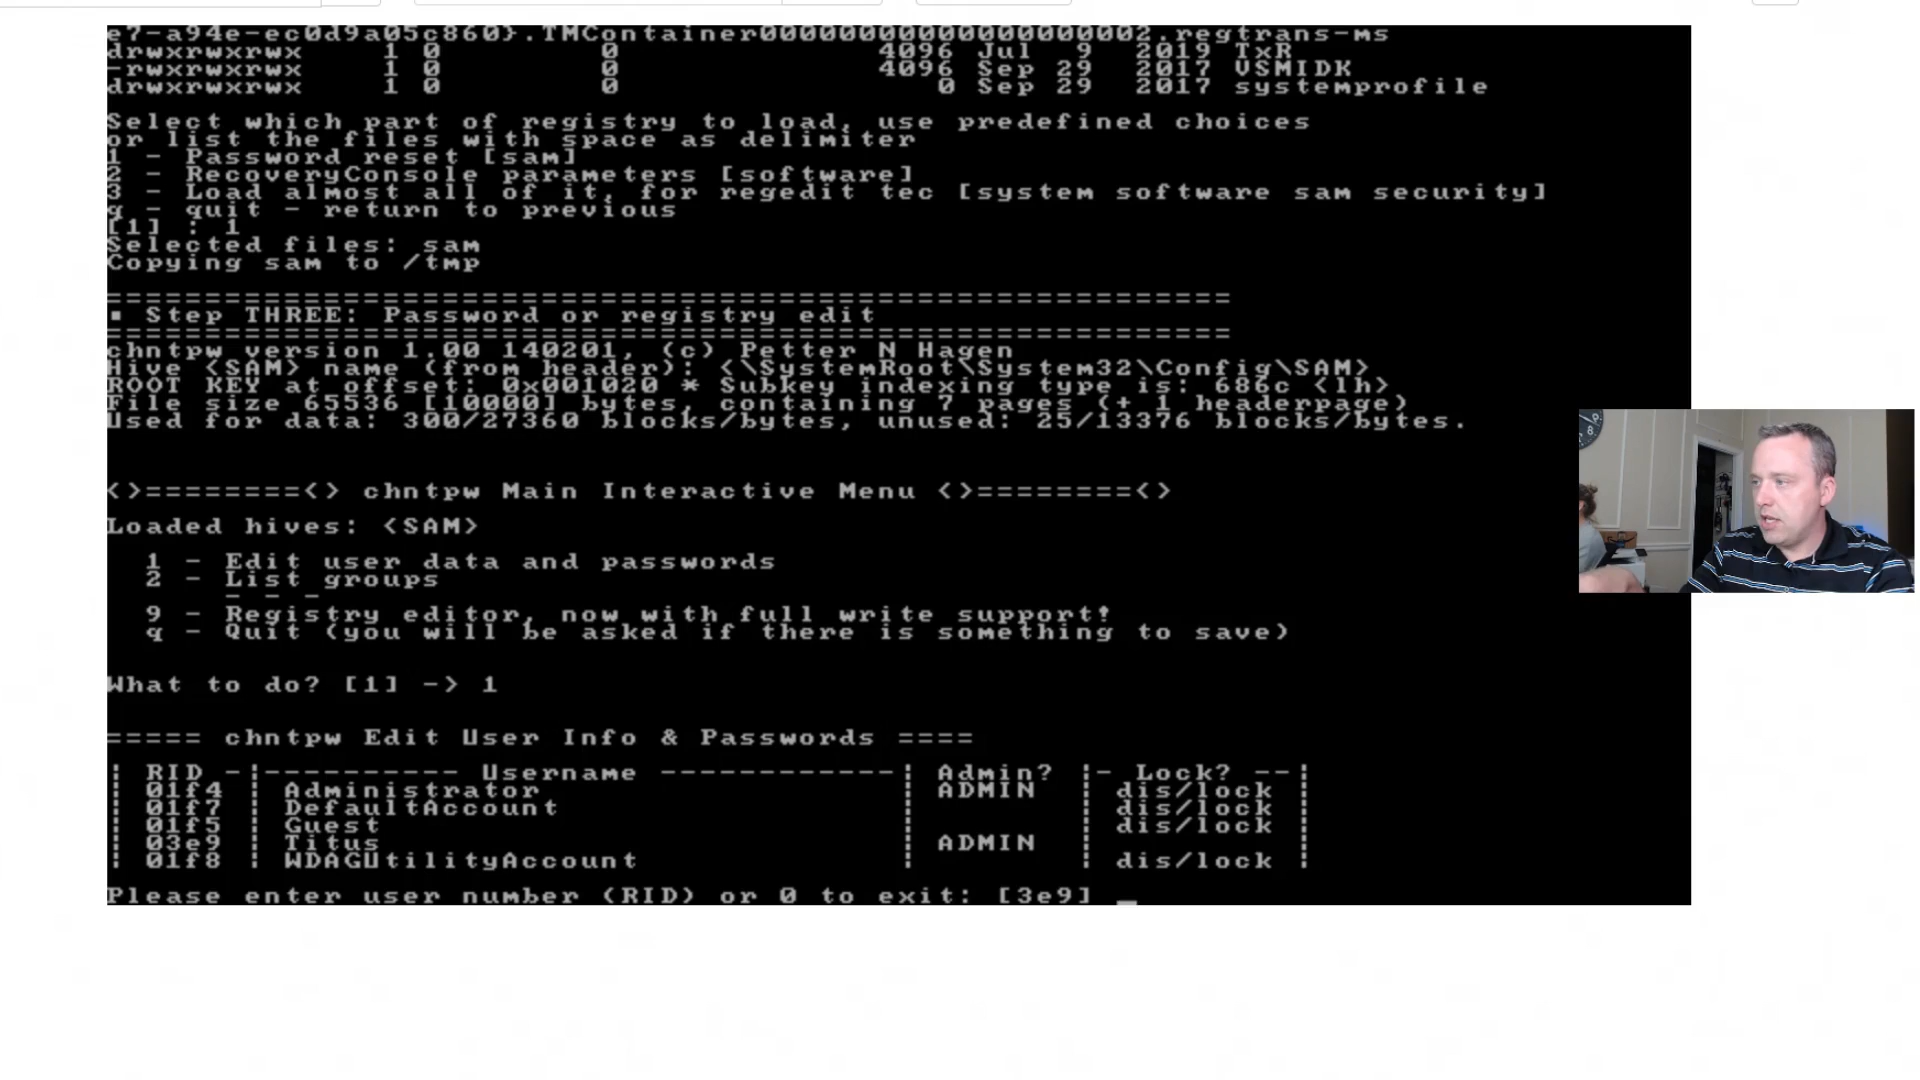 e7-a94e-ec0d9a05c860}.TMContainer00000000000000000002.regtrans-ms
drwxrwxrwx    1 0        0             4096 Jul  9  2019 TxR
-rwxrwxrwx    1 0        0             4096 Sep 29  2017 VSMIDK
drwxrwxrwx    1 0        0                0 Sep 29  2017 systemprofile
Select which part of registry to load, use predefined choices
or list the files with space as delimiter
1 - Password reset [sam]
2 - RecoveryConsole parameters [software]
3 - Load almost all of it, for regedit tec [system software sam security]
q - quit - return to previous
[1] : 1
Selected files: sam
Copying sam to /tmp
=========================================================
▪ Step THREE: Password or registry edit
=========================================================
chntpw version 1.00 140201, (c) Petter N Hagen
Hive <SAM> name (from header): <\SystemRoot\System32\Config\SAM>
ROOT KEY at offset: 0x001020 * Subkey indexing type is: 686c <lh>
File size 65536 [10000] bytes, containing 7 pages (+ 1 headerpage)
Used for data: 300/27360 blocks/bytes, unused: 25/13376 blocks/bytes.
<>========<> chntpw Main Interactive Menu <>========<>
Loaded hives: <SAM>
1 - Edit user data and passwords
2 - List groups
- - -
9 - Registry editor, now with full write support!
q - Quit (you will be asked if there is something to save)
What to do? [1] -> 1
===== chntpw Edit User Info & Passwords ====
| RID -|---------- Username ------------| Admin? |- Lock? --|
| 01f4 | Administrator                  | ADMIN  | dis/lock |
| 01f7 | DefaultAccount                 |        | dis/lock |
| 01f5 | Guest                          |        | dis/lock |
| 03e9 | Titus                          | ADMIN  |          |
| 01f8 | WDAGUtilityAccount             |        | dis/lock |
Please enter user number (RID) or 0 to exit: [3e9] _